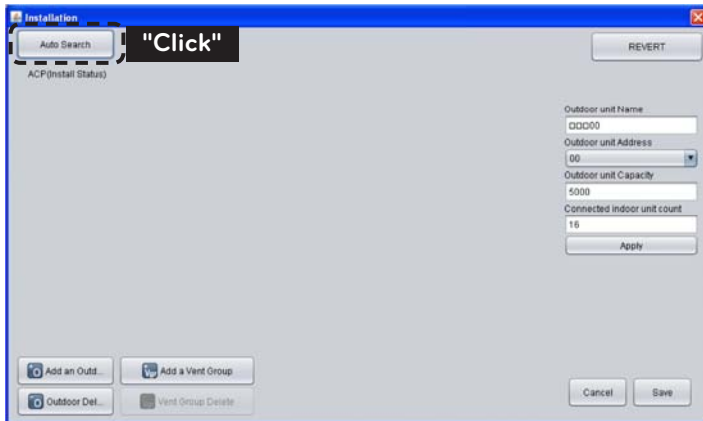 Installation
Auto Search
"Click"
REVERT
ACP(Install Status)
Outdoor unit Name
□□□00
Outdoor unit Address
00
Outdoor unit Capacity
5000
Connected indoor unit count
16
Apply
Add an Outd...
Add a Vent Group
Outdoor Del...
Vent Group Delete
Cancel
Save